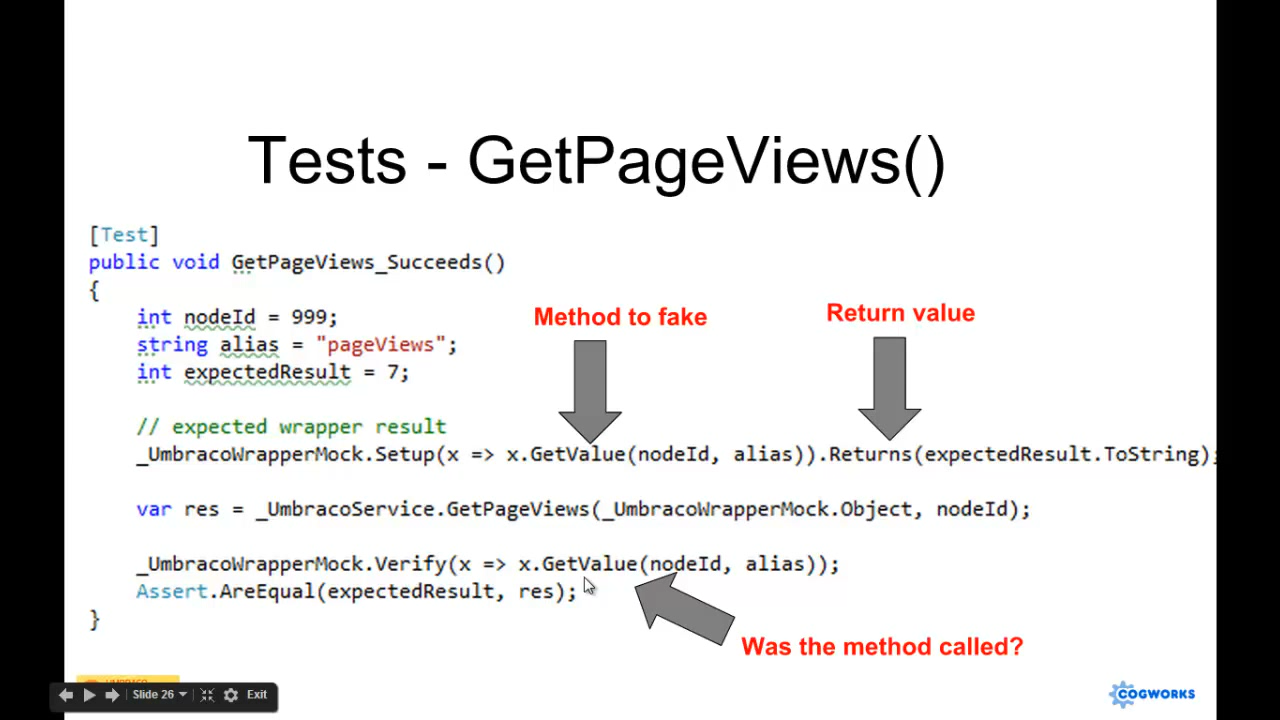 Tests - GetPageViews()
[Test]
public void GetPageViews_Succeeds()
{
int nodeId = 999;
string alias = "pageViews";
int expectedResult = 7;
Method to fake
Return value
// expected wrapper result
_UmbracoWrapperMock.Setup(x => x.GetValue(nodeId, alias)).Returns(expectedResult.ToString);
var res = _UmbracoService.GetPageViews(_UmbracoWrapperMock.Object, nodeId);
_UmbracoWrapperMock.Verify(x => x.GetValue(nodeId, alias));
Assert.AreEqual(expectedResult, res);
}
Was the method called?
Slide 26
Exit
COGWORKS